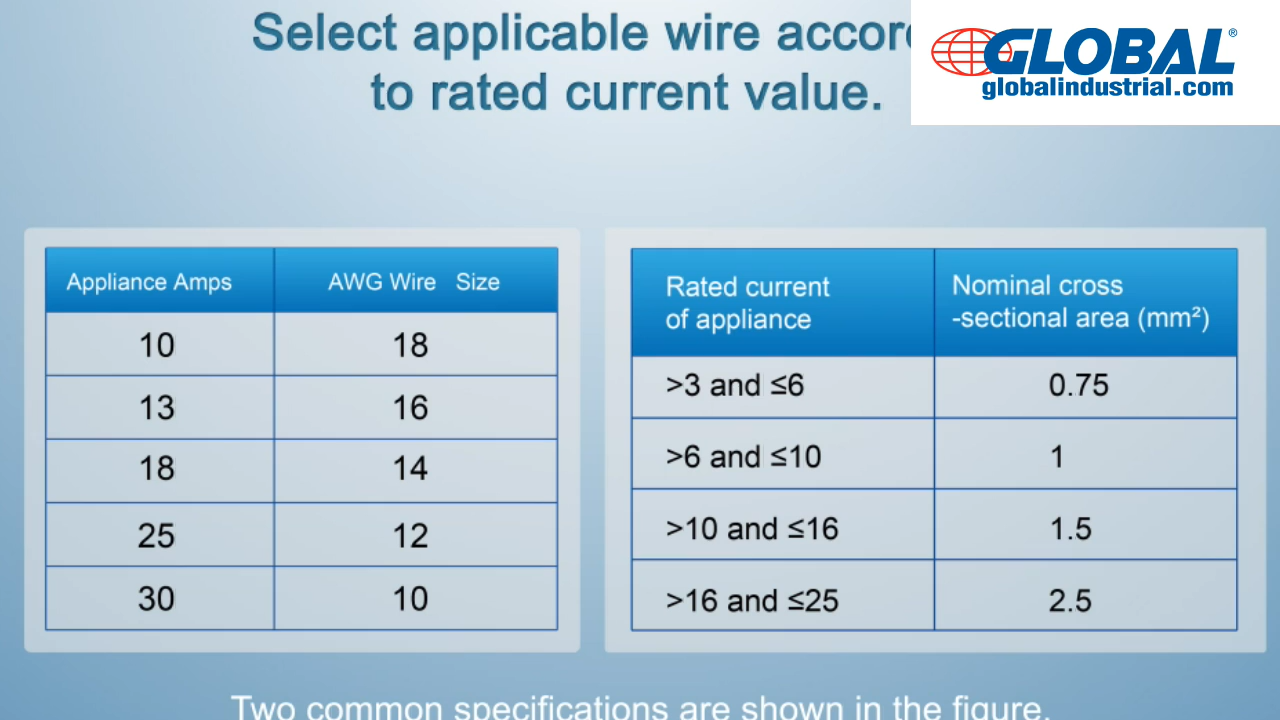 Select applicable wire
to rated current value.
GLOBAL®
globalindustrial.com
Appliance Amps AWG Wire Size
10 18
13 16
18 14
25 12
30 10
Rated current
of appliance
Nominal cross
-sectional area (mm²)
>3 and ≤6 0.75
>6 and ≤10 1
>10 and ≤16 1.5
>16 and ≤25 2.5
Two common specifications are shown in the figure.